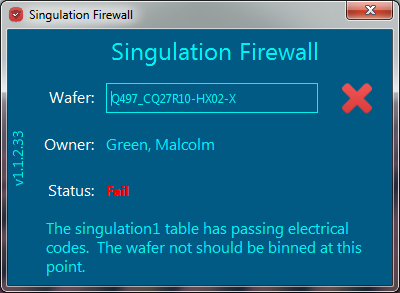 Singulation Firewall
Singulation Firewall
Wafer: Q497_CQ27R10-HX02-X
Owner: Green, Malcolm
v1.1.2.33
Status: Fail
The singulation1 table has passing electrical
codes. The wafer not should be binned at this
point.